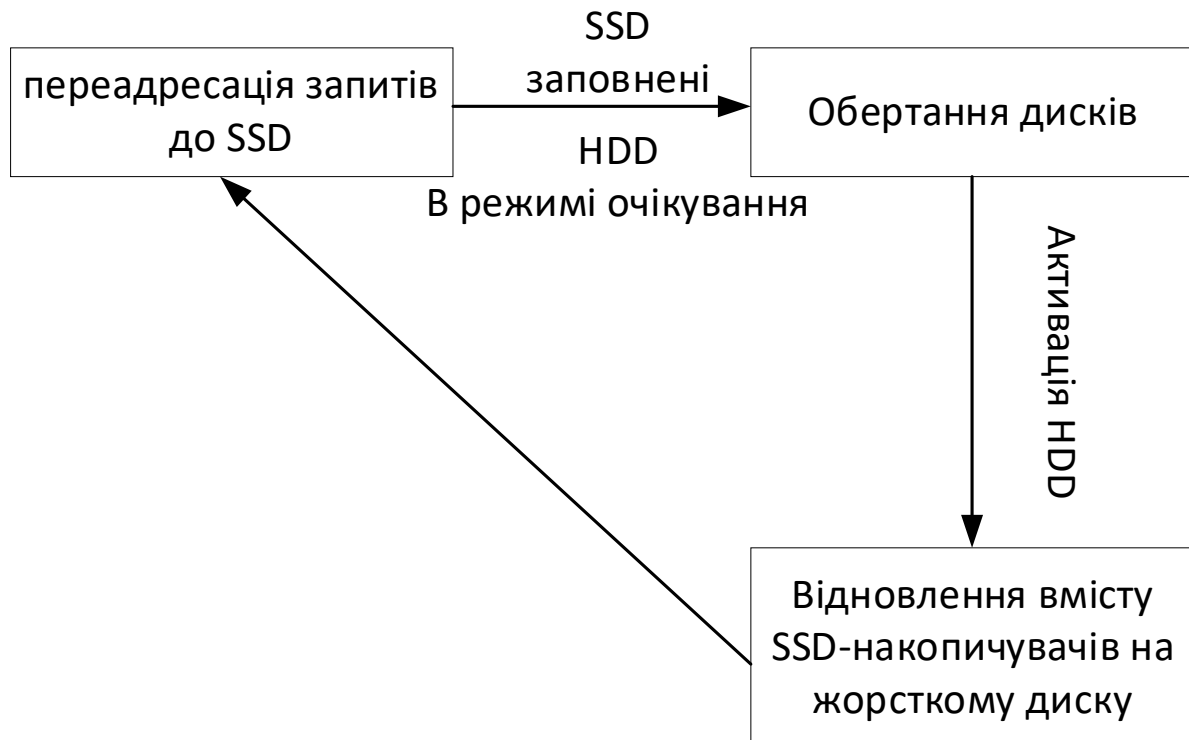 переадресація запитів
до SSD
SSD
заповнені
HDD
В режимі очікування
Обертання дисків
Активація HDD
Відновлення вмісту
SSD-накопичувачів на
жорсткому диску